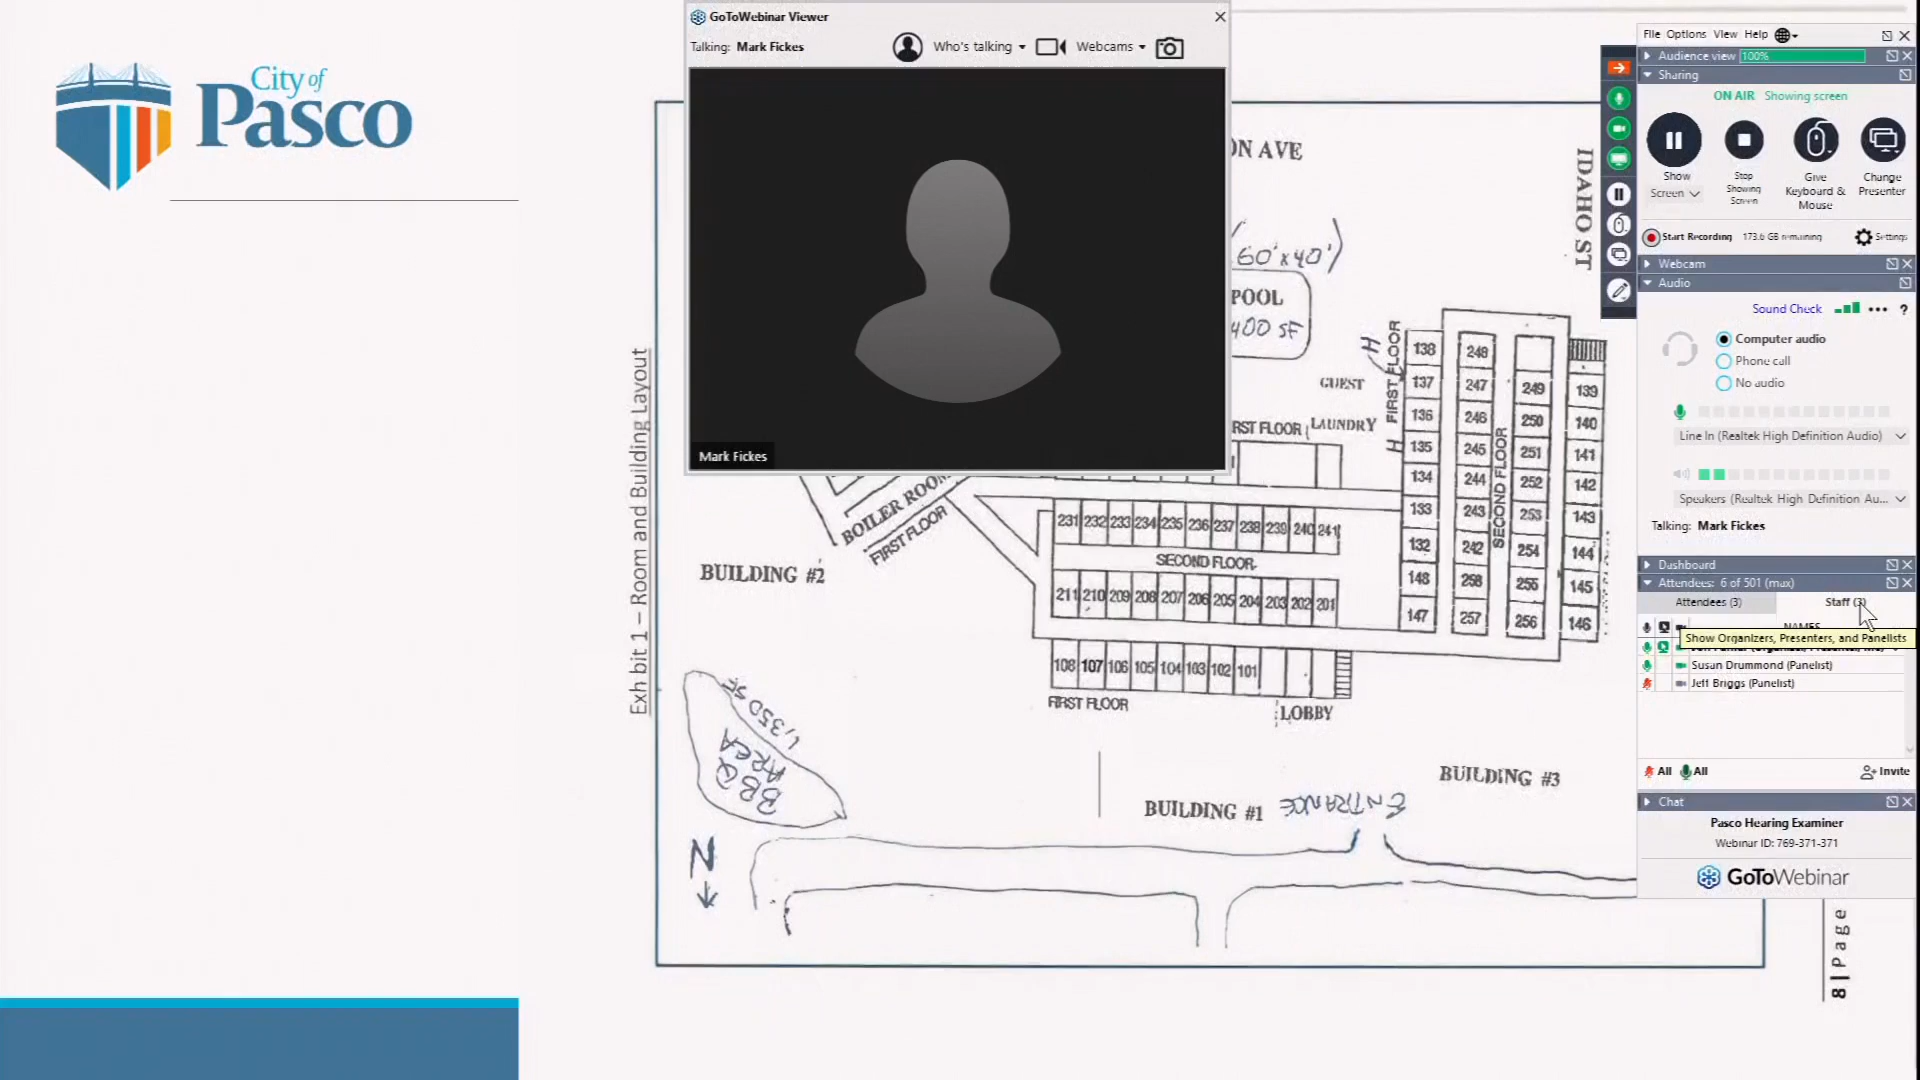 City of
Pasco
Exh bit 1 – Room and Building Layout
GoToWebinar Viewer
Talking: Mark Fickes
Who's talking
Webcams
Mark Fickes
ON AVE
IDAHO ST
60' x 40'
POOL
400 SF
GUEST
LAUNDRY
RST FLOOR
H FIRST FLOOR H
138
137
136
135
134
133
132
148
147
248
247
246
245
244
243
242
258
257
SECOND FLOOR
249
250
251
252
253
254
255
256
139
140
141
142
143
144
145
146
BOILER ROOM
FIRST FLOOR
BUILDING #2
231 232 233 234 235 236 237 238 239 240 241
SECOND FLOOR
211 210 209 208 207 206 205 204 203 202 201
108 107 106 105 104 103 102 101
FIRST FLOOR
LOBBY
1,350 SF
BBQ
AREA
BUILDING #3
BUILDING #1
ENTRANCE
N
8 | Page
File Options View Help
Audience view 100%
Sharing
ON AIR Showing screen
Show
Screen
Stop
Showing
Screen
Give
Keyboard &
Mouse
Change
Presenter
Start Recording 173.6 GB remaining Settings
Webcam
Audio
Sound Check ?
Computer audio
Phone call
No audio
Line In (Realtek High Definition Audio)
Speakers (Realtek High Definition Au...
Talking: Mark Fickes
Dashboard
Attendees: 6 of 501 (max)
Attendees (3) Staff (3)
Show Organizers, Presenters, and Panelists
Susan Drummond (Panelist)
Jeff Briggs (Panelist)
All All Invite
Chat
Pasco Hearing Examiner
Webinar ID: 769-371-371
GoToWebinar